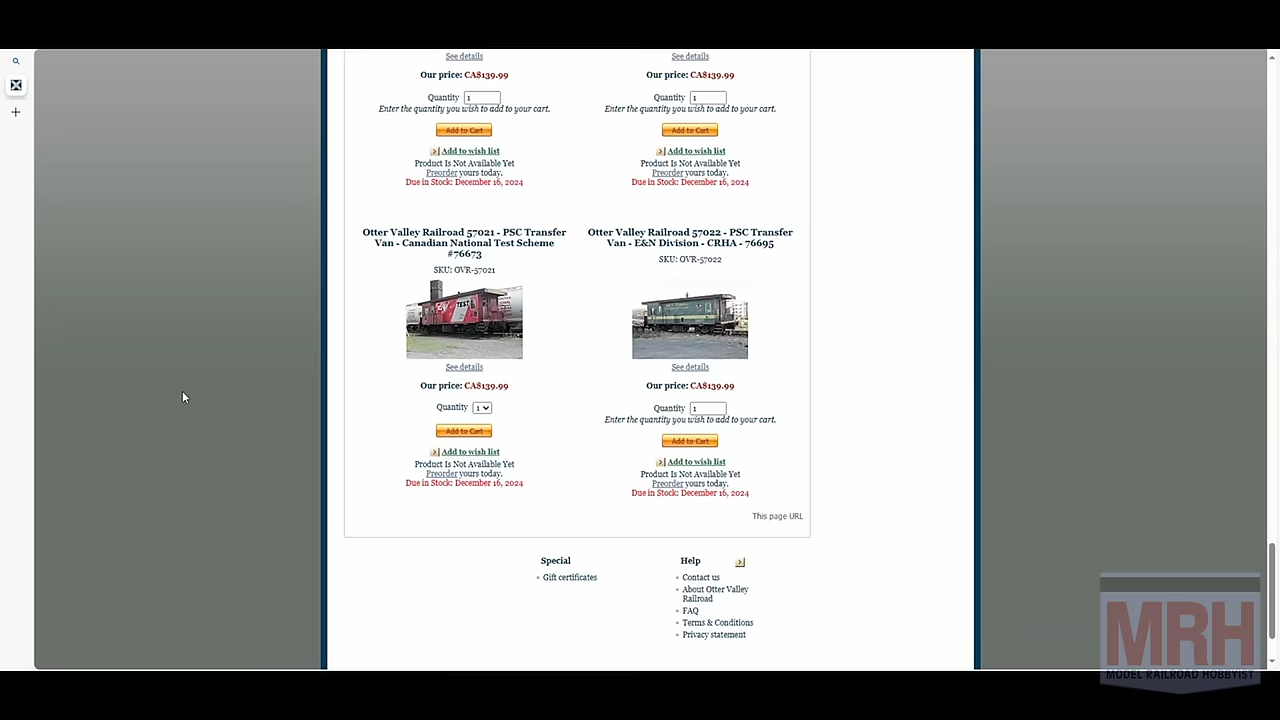 See details
See details
Our price: CA$139.99
Our price: CA$139.99
Quantity 1
Quantity 1
Enter the quantity you wish to add to your cart.
Enter the quantity you wish to add to your cart.
Add to Cart
Add to Cart
Add to wish list
Add to wish list
Product Is Not Available Yet
Product Is Not Available Yet
Preorder yours today.
Preorder yours today.
Due in Stock: December 16, 2024
Due in Stock: December 16, 2024
Otter Valley Railroad 57021 - PSC Transfer
Van - Canadian National Test Scheme
#76673
SKU: OVR-57021
TEST
See details
Our price: CA$139.99
Quantity 1
Add to Cart
Add to wish list
Product Is Not Available Yet
Preorder yours today.
Due in Stock: December 16, 2024
Otter Valley Railroad 57022 - PSC Transfer
Van - E&N Division - CRHA - 76695
SKU: OVR-57022
See details
Our price: CA$139.99
Quantity 1
Enter the quantity you wish to add to your cart.
Add to Cart
Add to wish list
Product Is Not Available Yet
Preorder yours today.
Due in Stock: December 16, 2024
This page URL
Special
Gift certificates
Help
Contact us
About Otter Valley
Railroad
FAQ
Terms & Conditions
Privacy statement
MRH
MODEL RAILROAD HOBBYIST